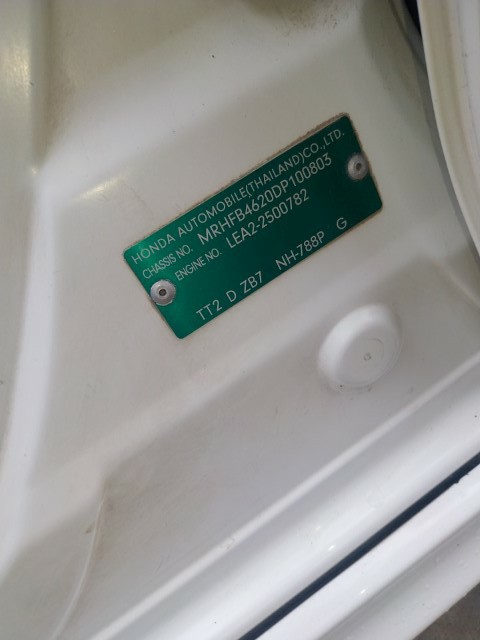 HONDA AUTOMOBILE(THAILAND)CO.,LTD.
CHASSIS NO. MRHFB4620DP100803
ENGINE NO. LEA2-2500782
TT2 D ZB7 NH-788P G